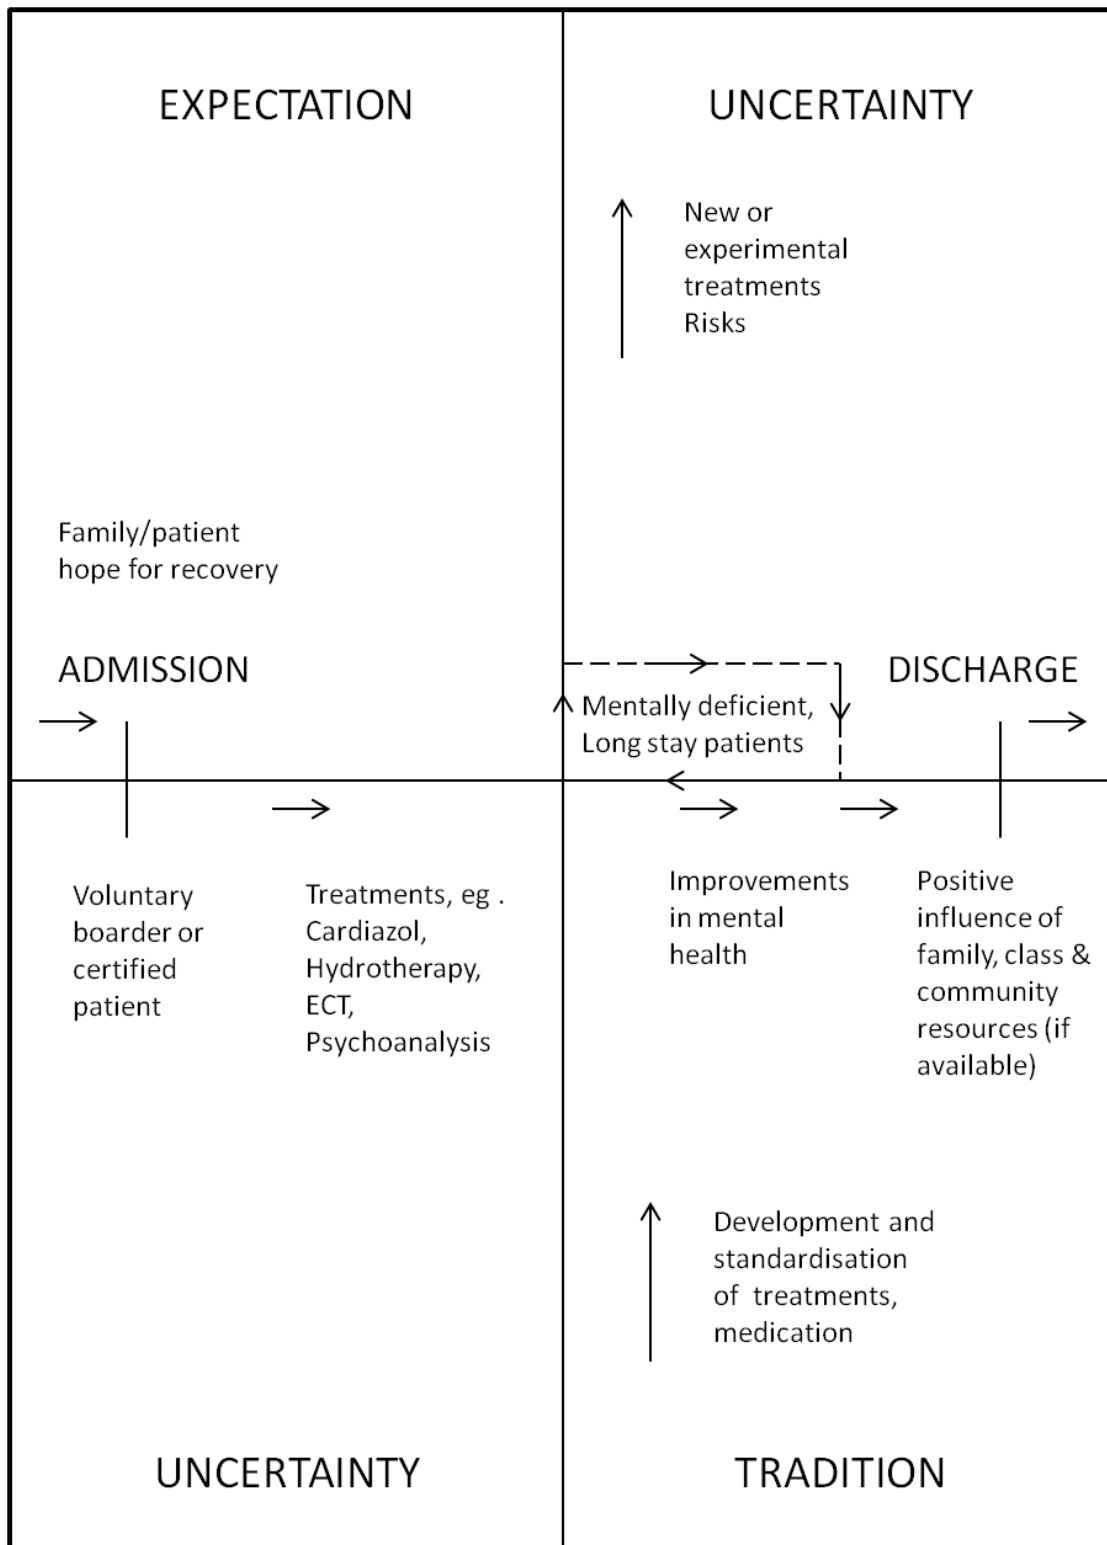 EXPECTATION
UNCERTAINTY
New or
experimental
treatments
Risks
Family/patient
hope for recovery
ADMISSION
DISCHARGE
Mentally deficient,
Long stay patients
Voluntary
boarder or
certified
patient
Treatments, eg .
Cardiazol,
Hydrotherapy,
ECT,
Psychoanalysis
Improvements
in mental
health
Positive
influence of
family, class &
community
resources (if
available)
Development and
standardisation
of treatments,
medication
UNCERTAINTY
TRADITION